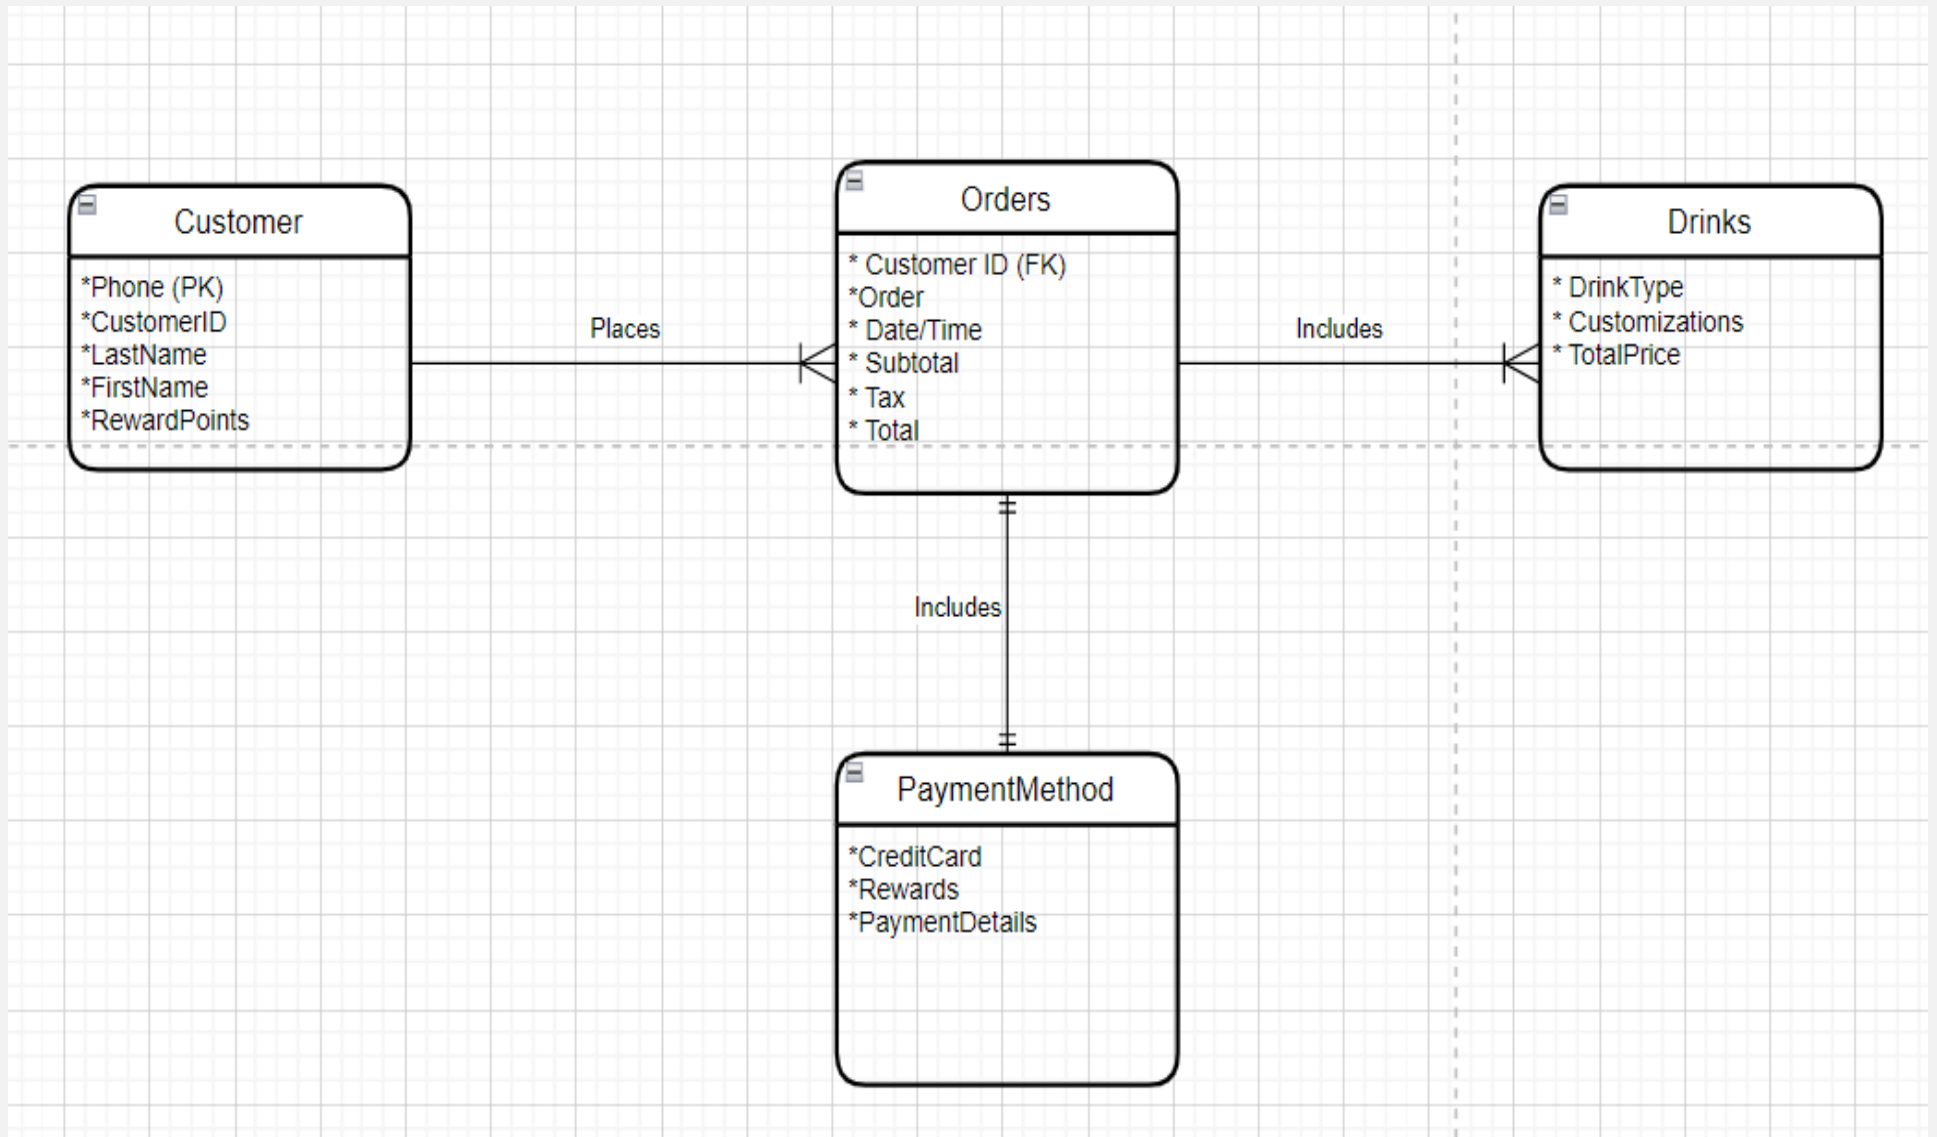 Customer
*Phone (PK)
*CustomerID
*LastName
*FirstName
*RewardPoints
Places
Orders
* Customer ID (FK)
*Order
* Date/Time
* Subtotal
* Tax
* Total
Includes
Drinks
* DrinkType
* Customizations
* TotalPrice
Includes
PaymentMethod
*CreditCard
*Rewards
*PaymentDetails